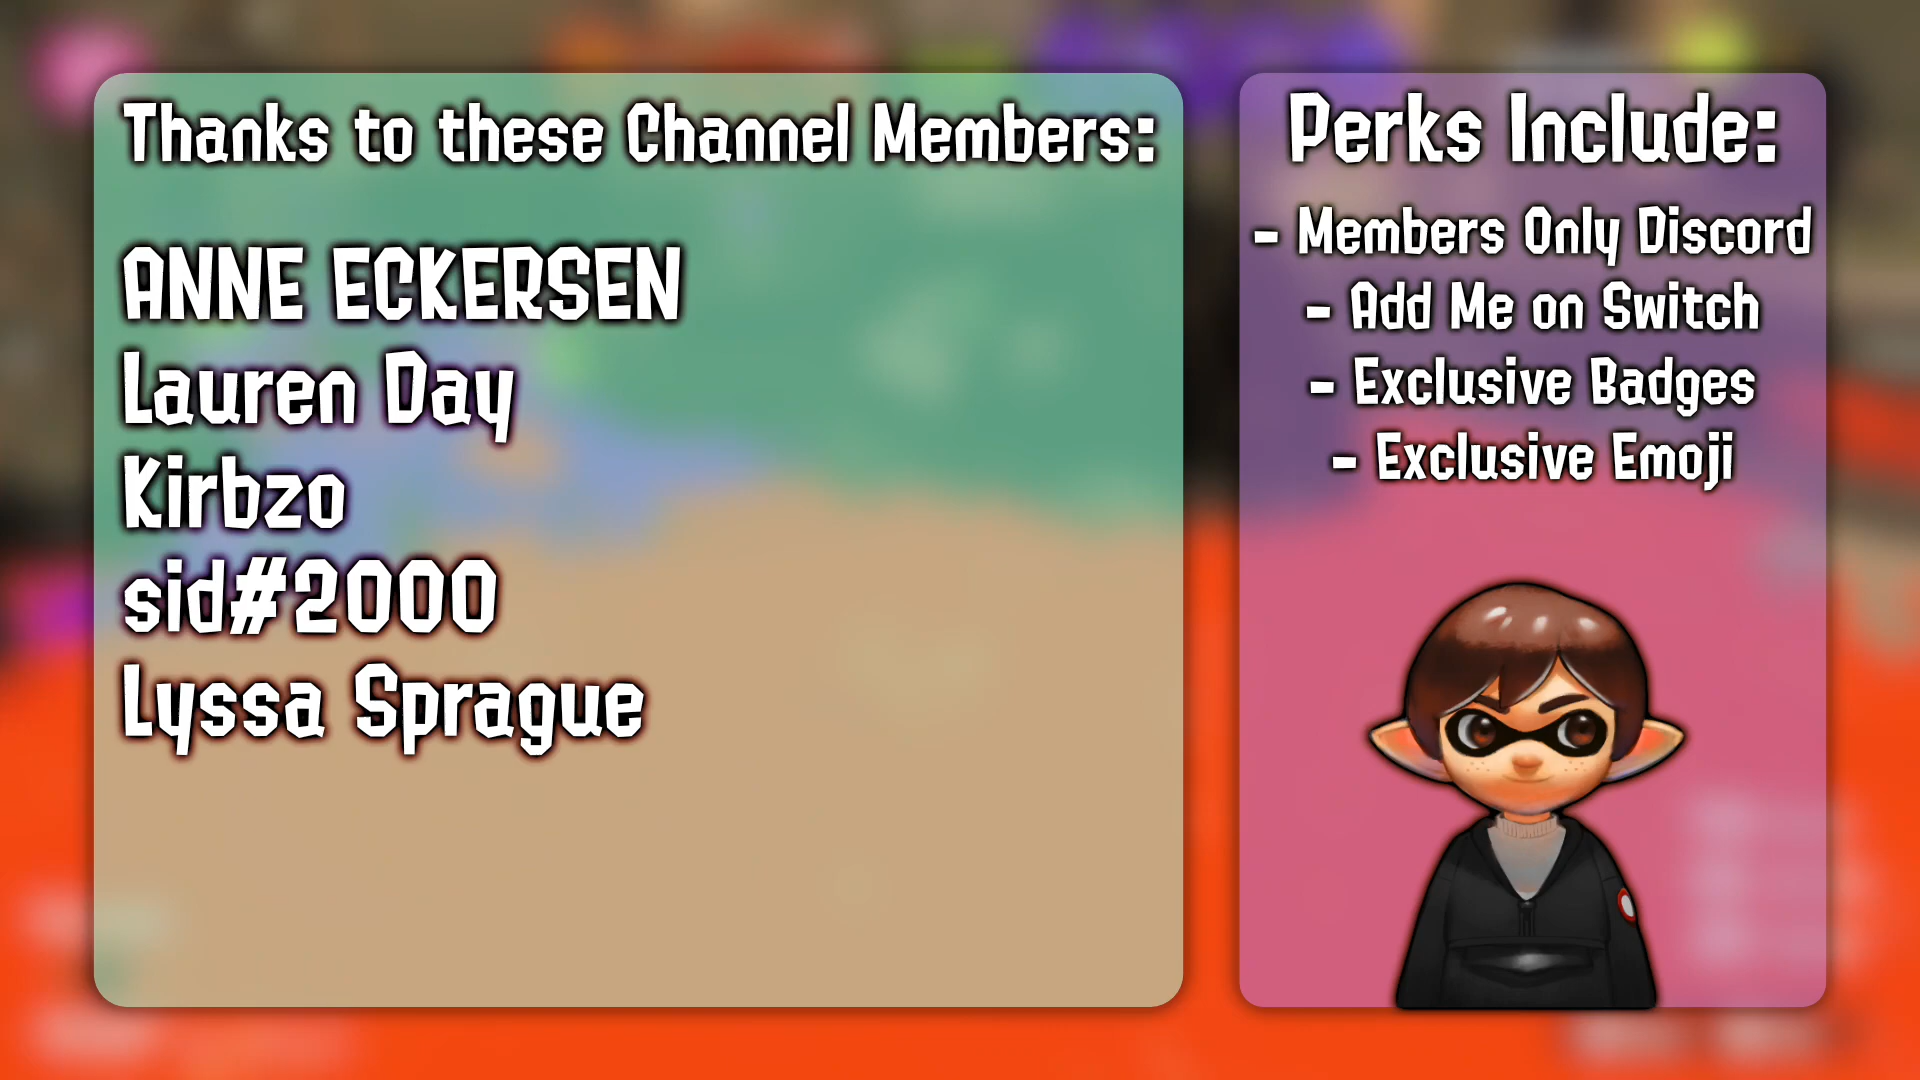 Thanks to these Channel Members:
ANNE ECKERSEN
Lauren Day
Kirbzo
sid#2000
Lyssa Sprague
Perks Include:
- Members Only Discord
- Add Me on Switch
- Exclusive Badges
- Exclusive Emoji